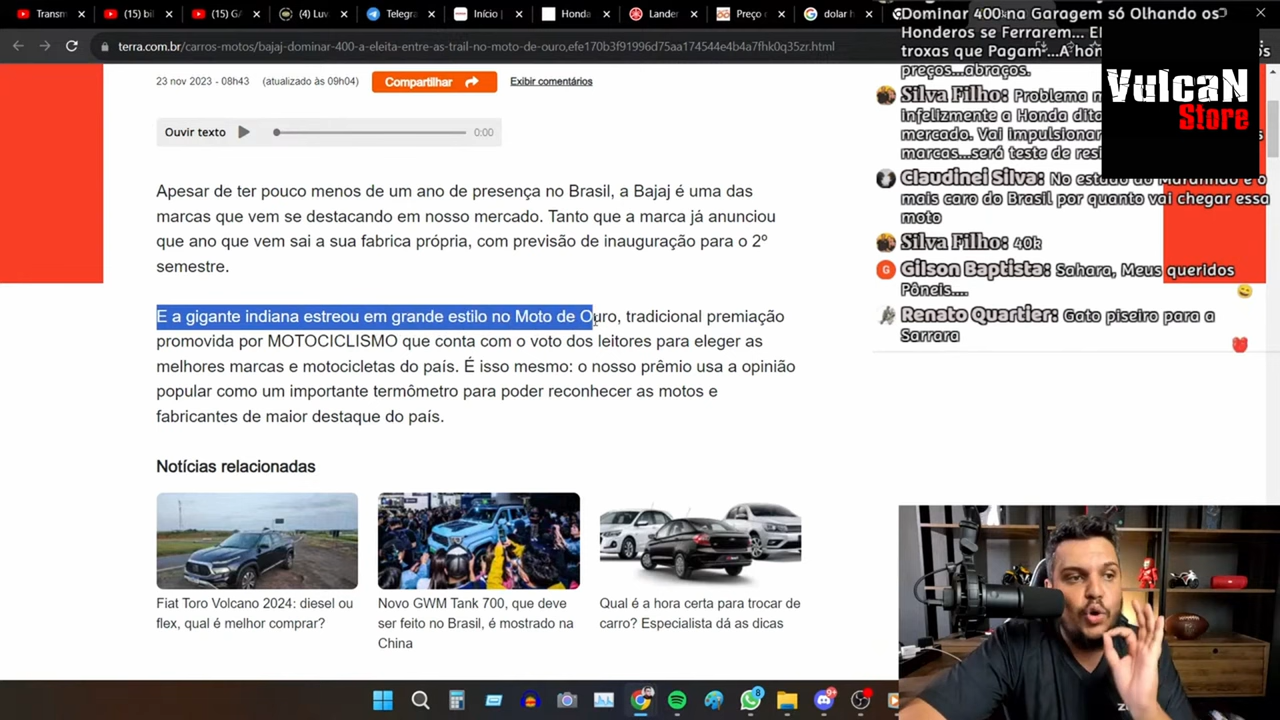 Transm
(15) bil
(15) GA
(4) Luv
Telegra
Início |
Honda
Lander
Preço
dolar h
terra.com.br/carros-motos/bajaj-dominar-400-a-eleita-entre-as-trail-no-moto-de-ouro,efe170b3f91996d75aa174544e4b4a7fhk0q35zr.html
23 nov 2023 - 08h43 (atualizado às 09h04) Compartilhar Exibir comentários
Ouvir texto 0:00
Apesar de ter pouco menos de um ano de presença no Brasil, a Bajaj é uma das
marcas que vem se destacando em nosso mercado. Tanto que a marca já anunciou
que ano que vem sai a sua fabrica própria, com previsão de inauguração para o 2º
semestre.
E a gigante indiana estreou em grande estilo no Moto de Ouro, tradicional premiação
promovida por MOTOCICLISMO que conta com o voto dos leitores para eleger as
melhores marcas e motocicletas do país. É isso mesmo: o nosso prêmio usa a opinião
popular como um importante termômetro para poder reconhecer as motos e
fabricantes de maior destaque do país.
Notícias relacionadas
Fiat Toro Volcano 2024: diesel ou
flex, qual é melhor comprar?
Novo GWM Tank 700, que deve
ser feito no Brasil, é mostrado na
China
Qual é a hora certa para trocar de
carro? Especialista dá as dicas
Dominar 400 na Garagem só Olhando os
Honderos se Ferrarem...
troxas que Pagam...A
preços...abraços.
Silva Filho: Problema
Infelizmente a Honda dita
mercado. Vai impulsionar
marcas...será teste de
Claudinei Silva: No estado do Maranhão é o
mais caro do Brasil por quanto vai chegar essa
moto
Silva Filho: 40k
G Gilson Baptista: Sahara, Meus queridos
Pôneis....
Renato Quartier: Gato piseiro para a
Sarrara
VulcaN
Store
8
9+